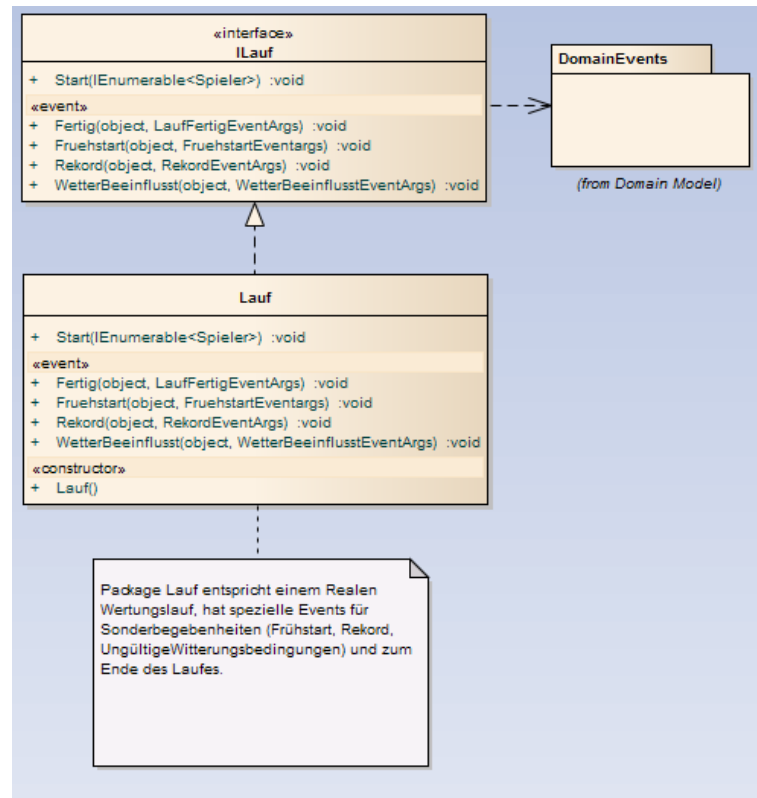 «interface»
ILauf
+ Start(IEnumerable<Spieler>) :void
«event»
+ Fertig(object, LaufFertigEventArgs) :void
+ Fruehstart(object, FruehstartEventargs) :void
+ Rekord(object, RekordEventArgs) :void
+ WetterBeeinflusst(object, WetterBeeinflusstEventArgs) :void
DomainEvents
(from Domain Model)
Lauf
+ Start(IEnumerable<Spieler>) :void
«event»
+ Fertig(object, LaufFertigEventArgs) :void
+ Fruehstart(object, FruehstartEventargs) :void
+ Rekord(object, RekordEventArgs) :void
+ WetterBeeinflusst(object, WetterBeeinflusstEventArgs) :void
«constructor»
+ Lauf()
Package Lauf entspricht einem Realen
Wertungslauf, hat spezielle Events für
Sonderbegebenheiten (Frühstart, Rekord,
UngültigeWitterungsbedingungen) und zum
Ende des Laufes.